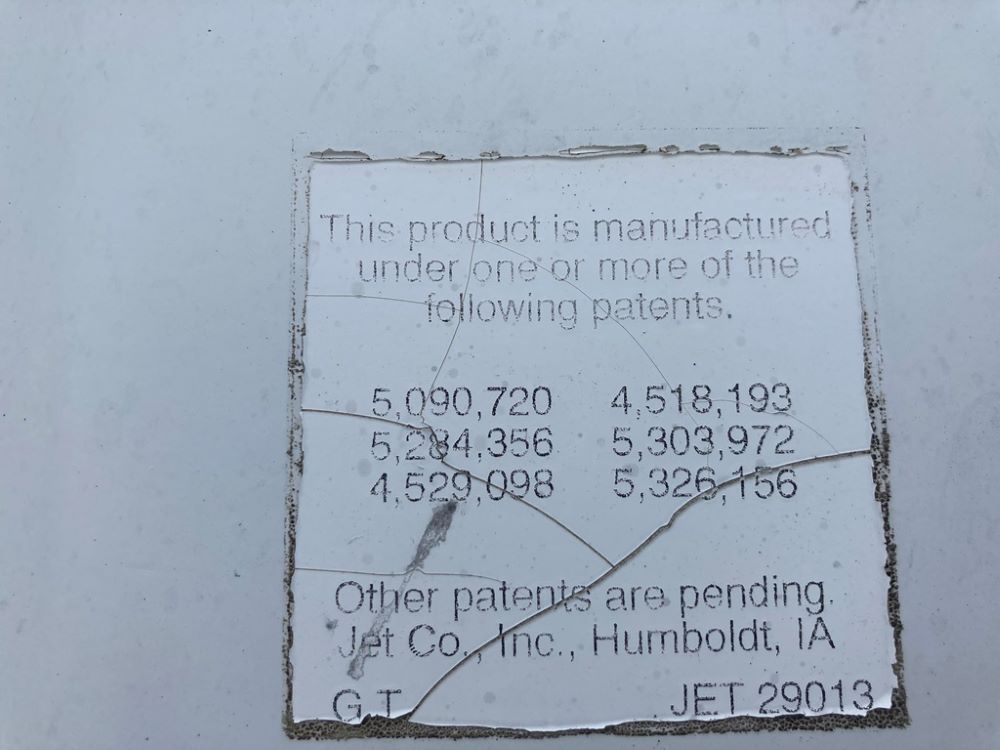 This product is manufactured
under one or more of the
following patents.
5,090,720 4,518,193
5,284,356 5,303,972
4,529,098 5,326,156
Other patents are pending.
Jet Co., Inc., Humboldt, IA
G T JET 29013